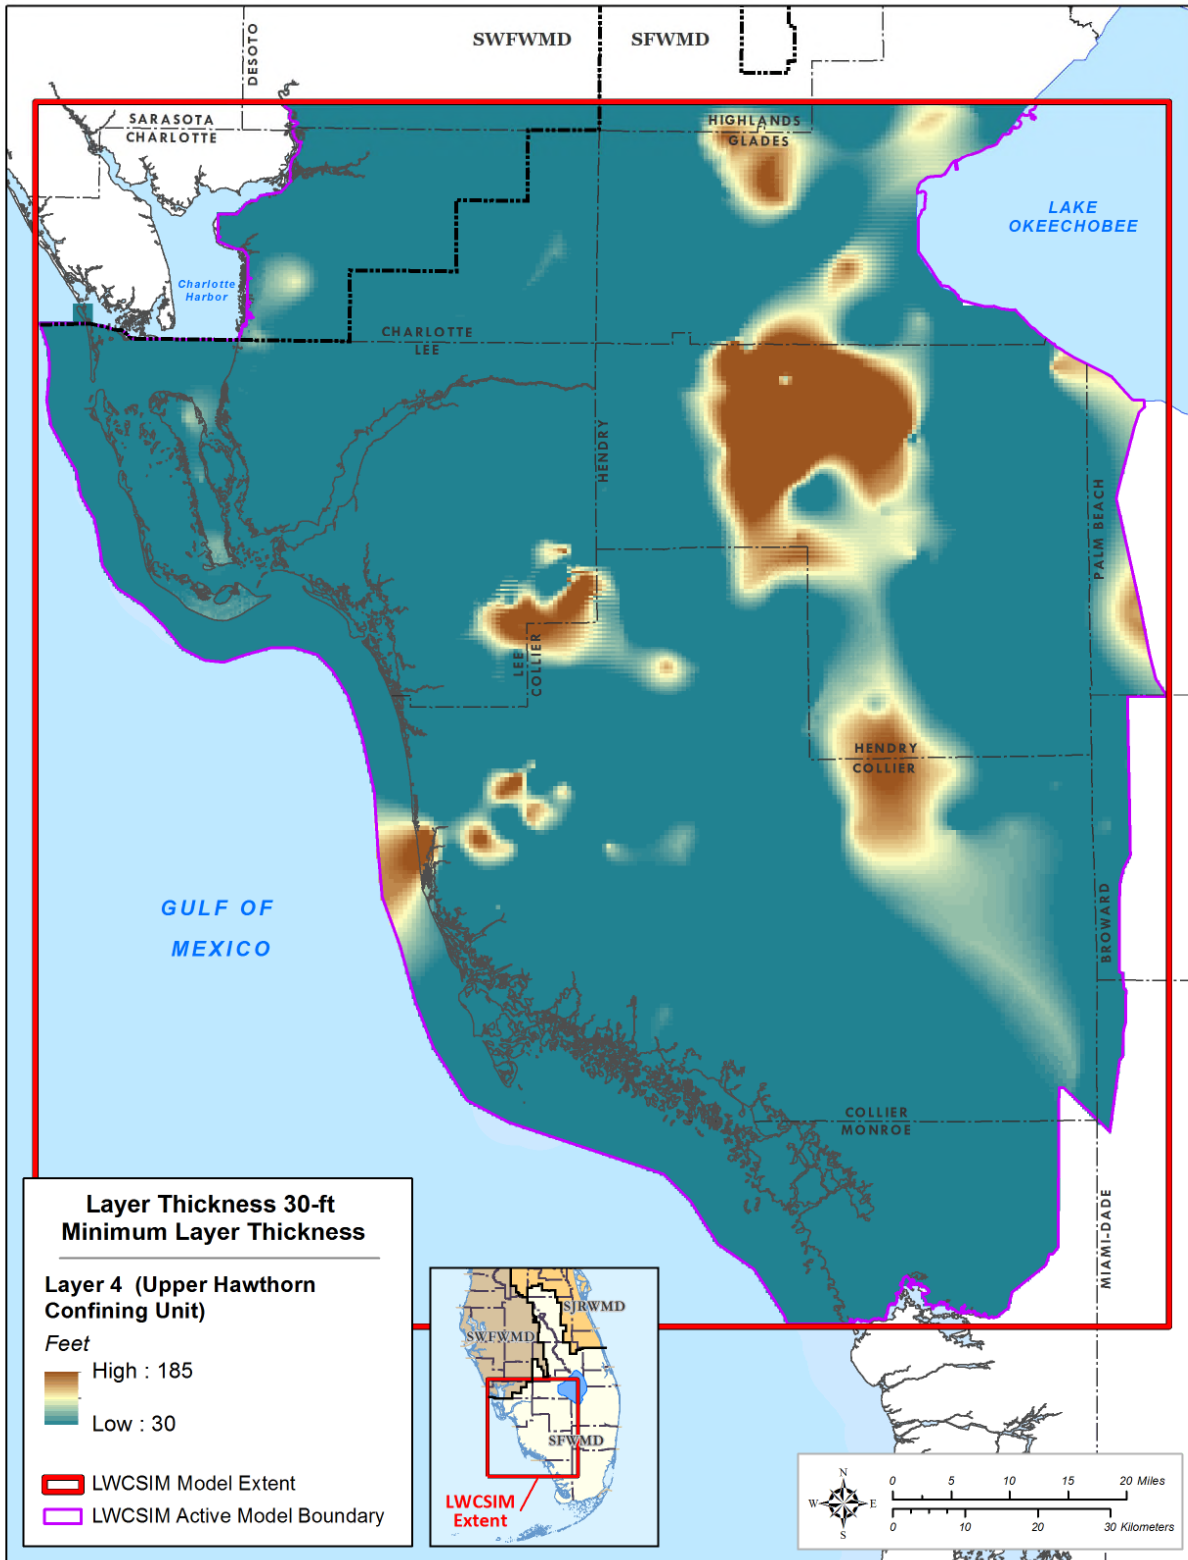 SWFWMD
SFWMD
DESOTO
SARASOTA
CHARLOTTE
HIGHLANDS
GLADES
LAKE
OKEECHOBEE
Charlotte
Harbor
CHARLOTTE
LEE
HENDRY
PALM BEACH
LEE
COLLIER
HENDRY
COLLIER
GULF OF
MEXICO
BROWARD
COLLIER
MONROE
MIAMI-DADE
Layer Thickness 30-ft
Minimum Layer Thickness
Layer 4 (Upper Hawthorn
Confining Unit)
Feet
High : 185
Low : 30
LWCSIM Model Extent
LWCSIM Active Model Boundary
SJRWMD
SWFWMD
SFWMD
LWCSIM
Extent
N
W
E
S
0 5 10 15 20 Miles
0 10 20 30 Kilometers